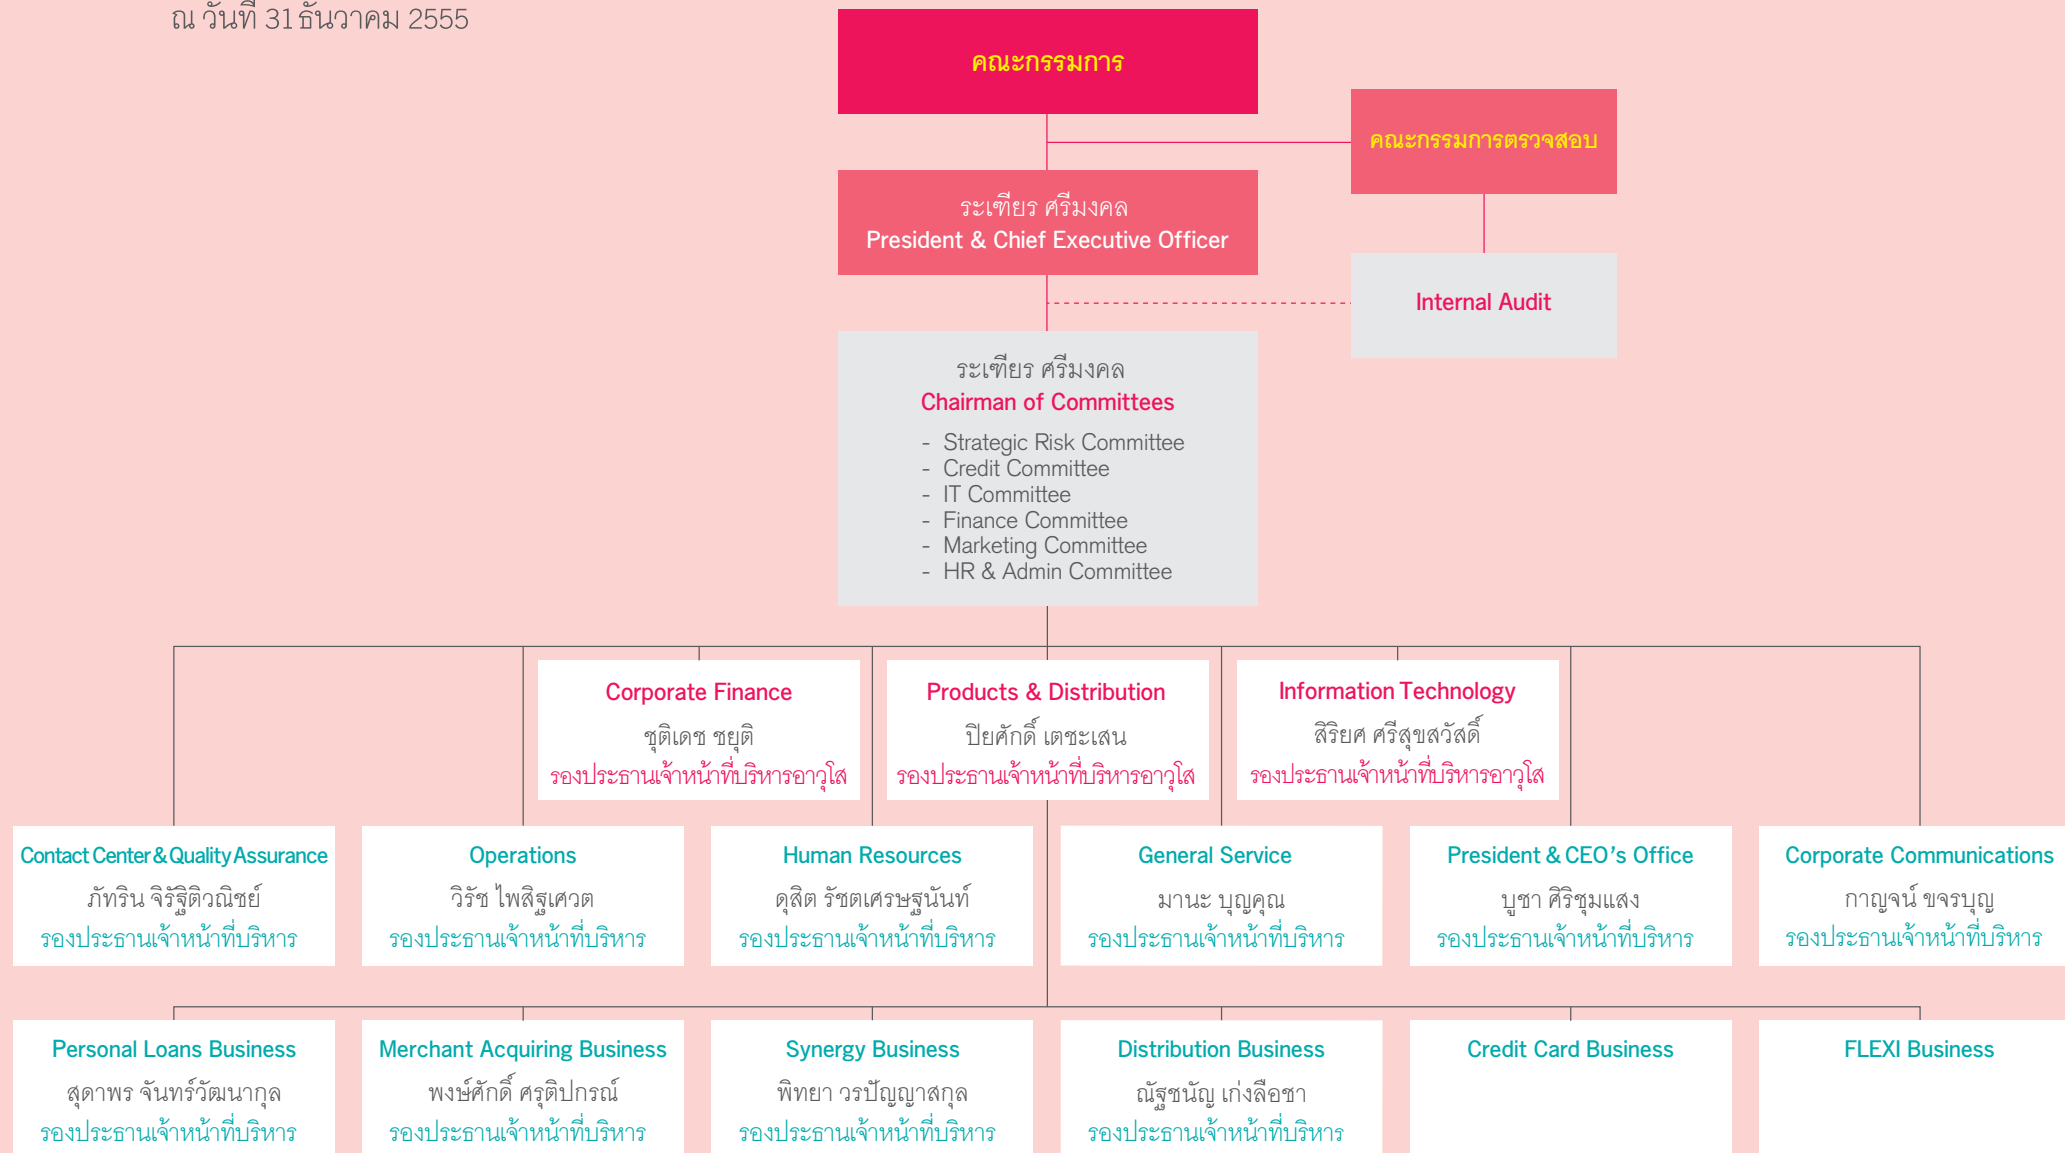 ณ วันที่ 31 ธันวาคม 2555
คณะกรรมการ
คณะกรรมการตรวจสอบ
ระเฑียร ศรีมงคล
President & Chief Executive Officer
Internal Audit
ระเฑียร ศรีมงคล
Chairman of Committees
- Strategic Risk Committee
- Credit Committee
- IT Committee
- Finance Committee
- Marketing Committee
- HR & Admin Committee
Corporate Finance
ชุติเดช ชยุติ
รองประธานเจ้าหน้าที่บริหารอาวุโส
Products & Distribution
ปิยศักดิ์ เตชะเสน
รองประธานเจ้าหน้าที่บริหารอาวุโส
Information Technology
สิริยศ ศรีสุขสวัสดิ์
รองประธานเจ้าหน้าที่บริหารอาวุโส
Contact Center & Quality Assurance
ภัทริน จิรัฐิติวณิชย์
รองประธานเจ้าหน้าที่บริหาร
Operations
วิรัช ไพสิฐเศวต
รองประธานเจ้าหน้าที่บริหาร
Human Resources
ดุสิต รัชตเศรษฐนันท์
รองประธานเจ้าหน้าที่บริหาร
General Service
มานะ บุญคุณ
รองประธานเจ้าหน้าที่บริหาร
President & CEO's Office
บูชา ศิริชุมแสง
รองประธานเจ้าหน้าที่บริหาร
Corporate Communications
กาญจน์ ขจรบุญ
รองประธานเจ้าหน้าที่บริหาร
Personal Loans Business
สุดาพร จันทร์วัฒนากุล
รองประธานเจ้าหน้าที่บริหาร
Merchant Acquiring Business
พงษ์ศักดิ์ ศรุติปกรณ์
รองประธานเจ้าหน้าที่บริหาร
Synergy Business
พิทยา วรปัญญาสกุล
รองประธานเจ้าหน้าที่บริหาร
Distribution Business
ณัฐชนัญ เก่งลือชา
รองประธานเจ้าหน้าที่บริหาร
Credit Card Business
FLEXI Business